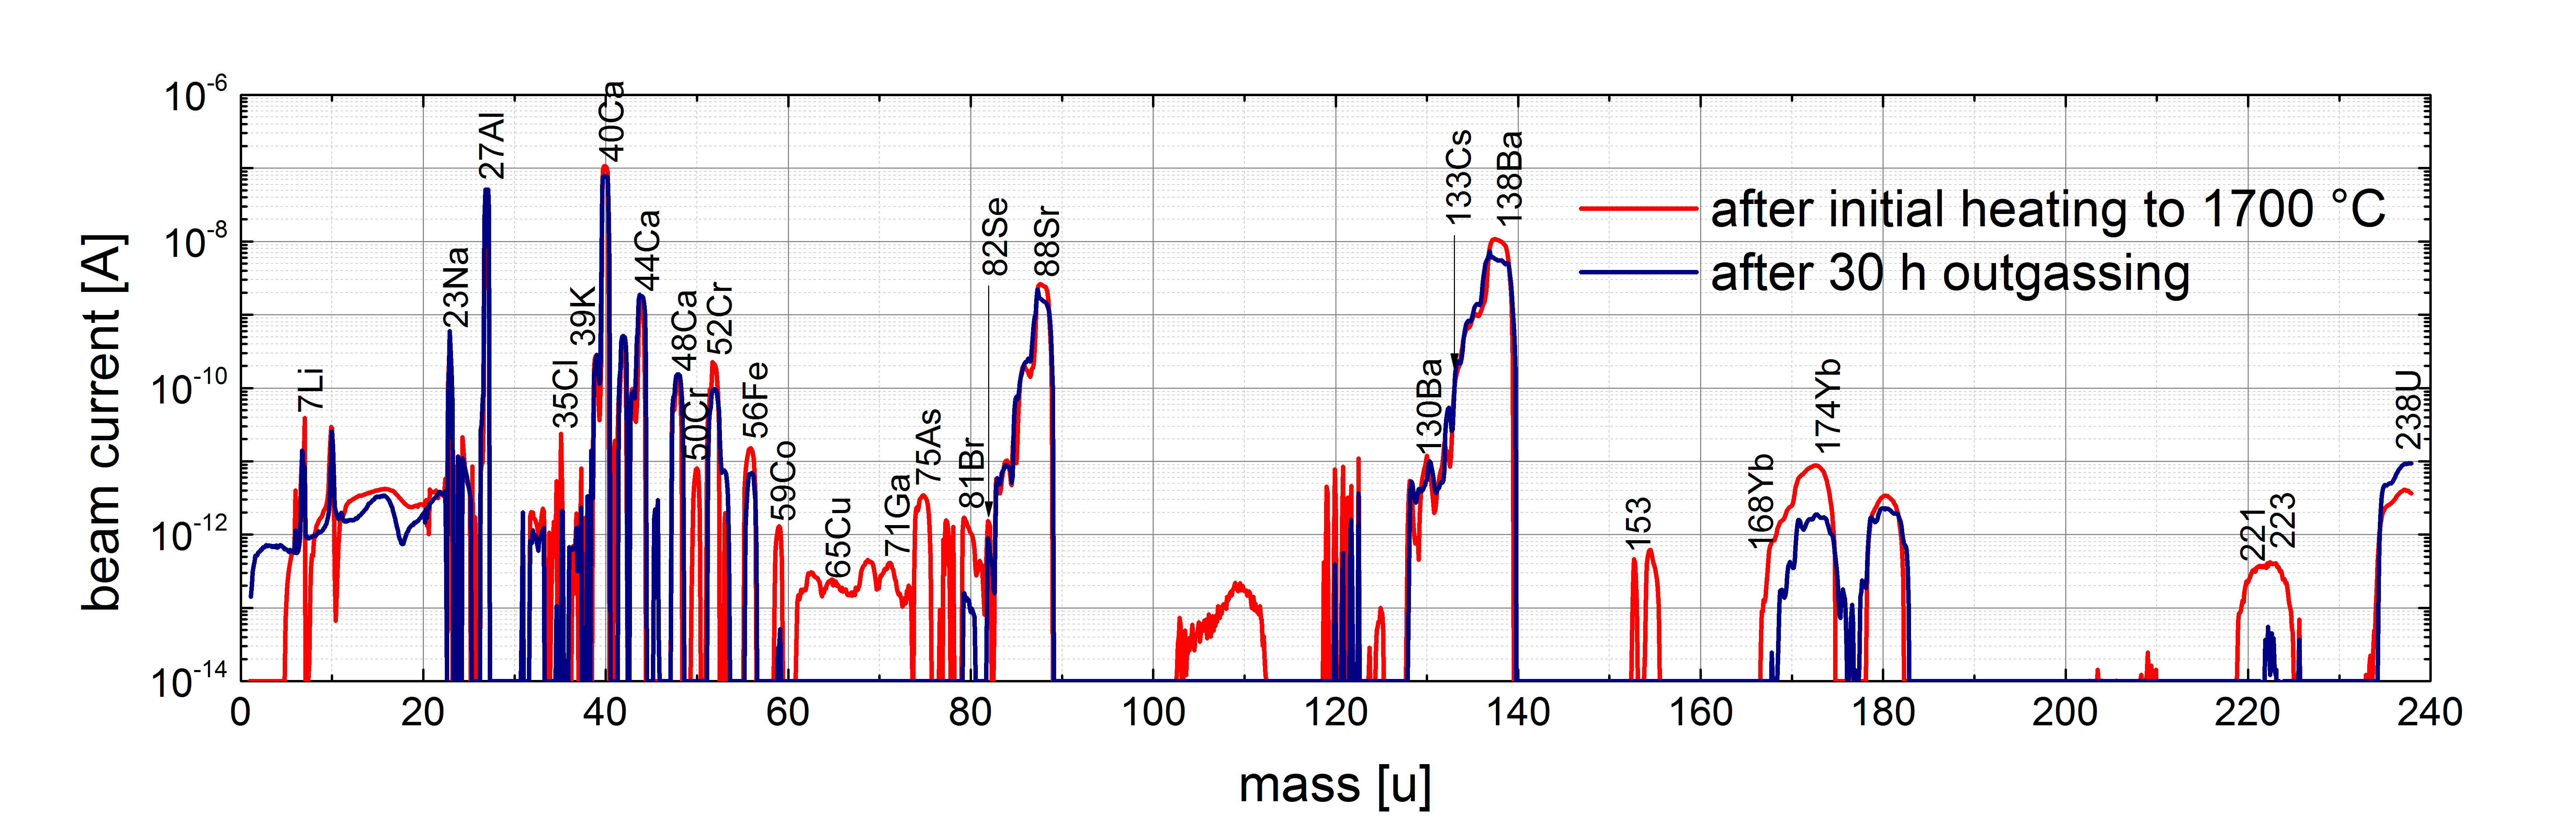 beam current [A]
10-6
10-8
10-10
10-12
10-14
7Li
23Na
27Al
35Cl
39K
40Ca
44Ca
48Ca
50Cr
52Cr
56Fe
59Co
65Cu
71Ga
75As
81Br
82Se
88Sr
130Ba
133Cs
138Ba
153
168Yb
174Yb
221
223
238U
after initial heating to 1700 °C
after 30 h outgassing
0 20 40 60 80 100 120 140 160 180 200 220 240
mass [u]